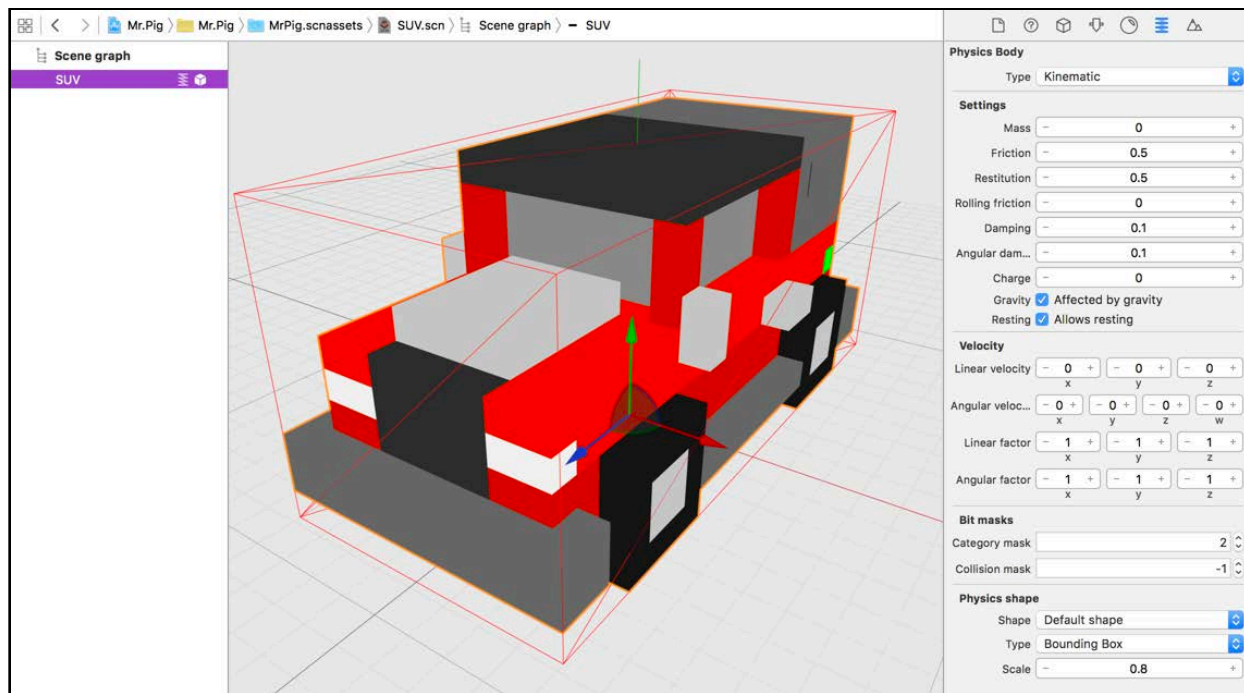 Mr.Pig Mr.Pig MrPig.scnassets SUV.scn Scene graph SUV
Scene graph
SUV
Physics Body
Type Kinematic
Settings
Mass − 0 +
Friction − 0.5 +
Restitution − 0.5 +
Rolling friction − 0 +
Damping − 0.1 +
Angular dam... − 0.1 +
Charge − 0 +
Gravity Affected by gravity
Resting Allows resting
Velocity
Linear velocity − 0 + − 0 + − 0 +
x y z
Angular veloc... − 0 + − 0 + − 0 + − 0 +
x y z w
Linear factor − 1 + − 1 + − 1 +
x y z
Angular factor − 1 + − 1 + − 1 +
x y z
Bit masks
Category mask 2
Collision mask -1
Physics shape
Shape Default shape
Type Bounding Box
Scale − 0.8 +